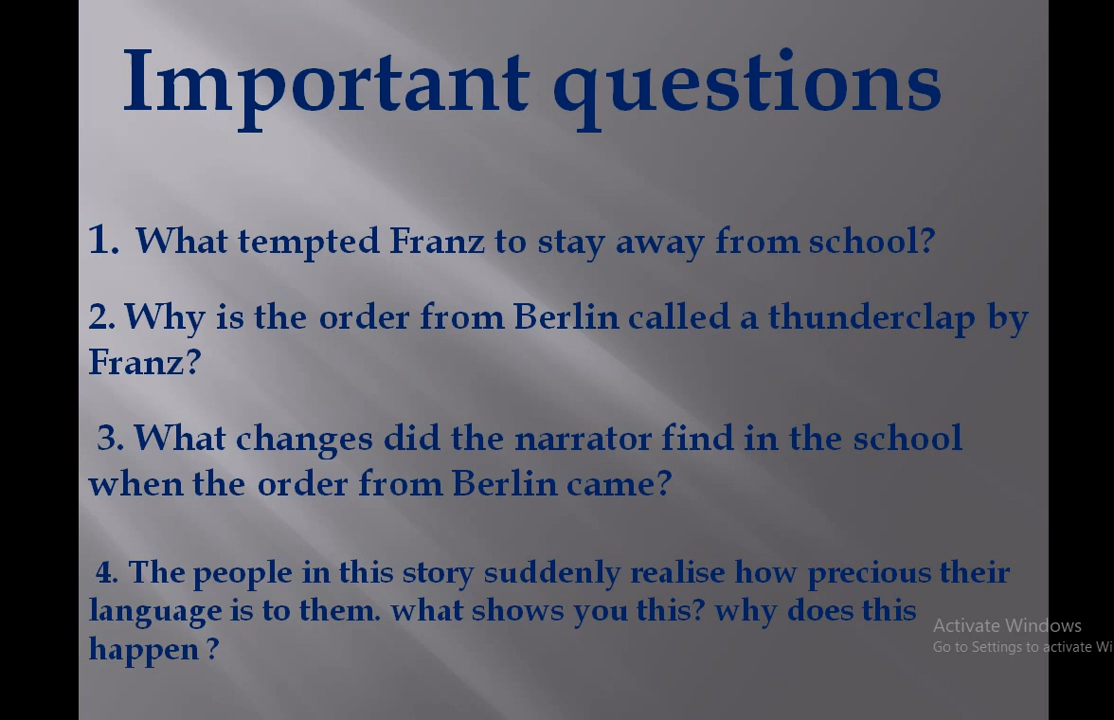 Important questions
1. What tempted Franz to stay away from school?
2. Why is the order from Berlin called a thunderclap by
Franz?
3. What changes did the narrator find in the school
when the order from Berlin came?
4. The people in this story suddenly realise how precious their
language is to them. what shows you this? why does this
happen ?
Activate Windows
Go to Settings to activate Wi